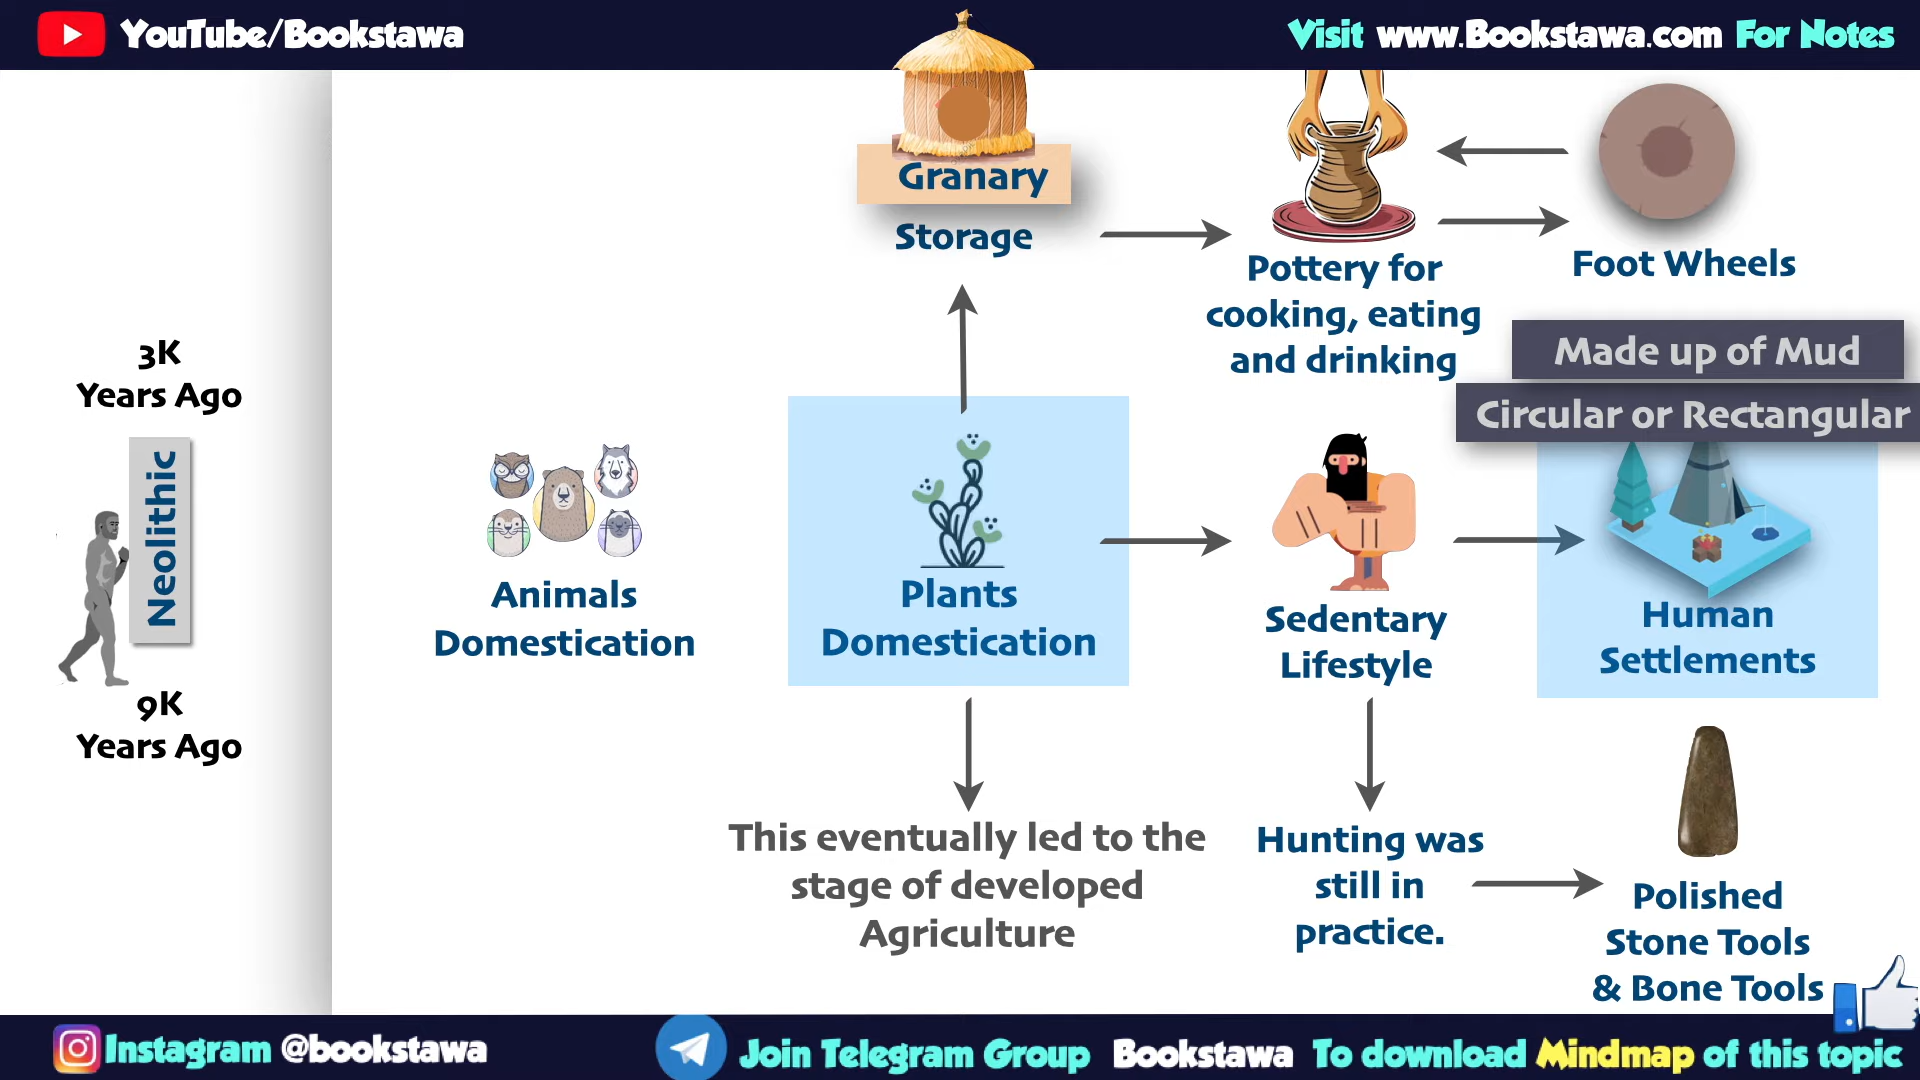 YouTube/Bookstawa
Visit www.Bookstawa.com For Notes
Granary
Storage
Pottery for
cooking, eating
and drinking
Foot Wheels
Made up of Mud
Circular or Rectangular
3K
Years Ago
Neolithic
9K
Years Ago
Animals
Domestication
Plants
Domestication
Sedentary
Lifestyle
Human
Settlements
This eventually led to the
stage of developed
Agriculture
Hunting was
still in
practice.
Polished
Stone Tools
& Bone Tools
Instagram @bookstawa
Join Telegram Group Bookstawa To download Mindmap of this topic